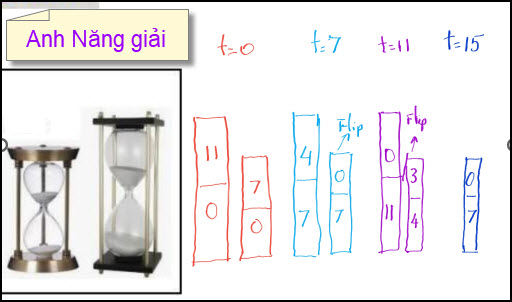 Anh Năng giải
t=0 t=7 t=11 t=15
Flip Flip
11 4 0
7 0 3 0
0 7 11 7
0 7 4